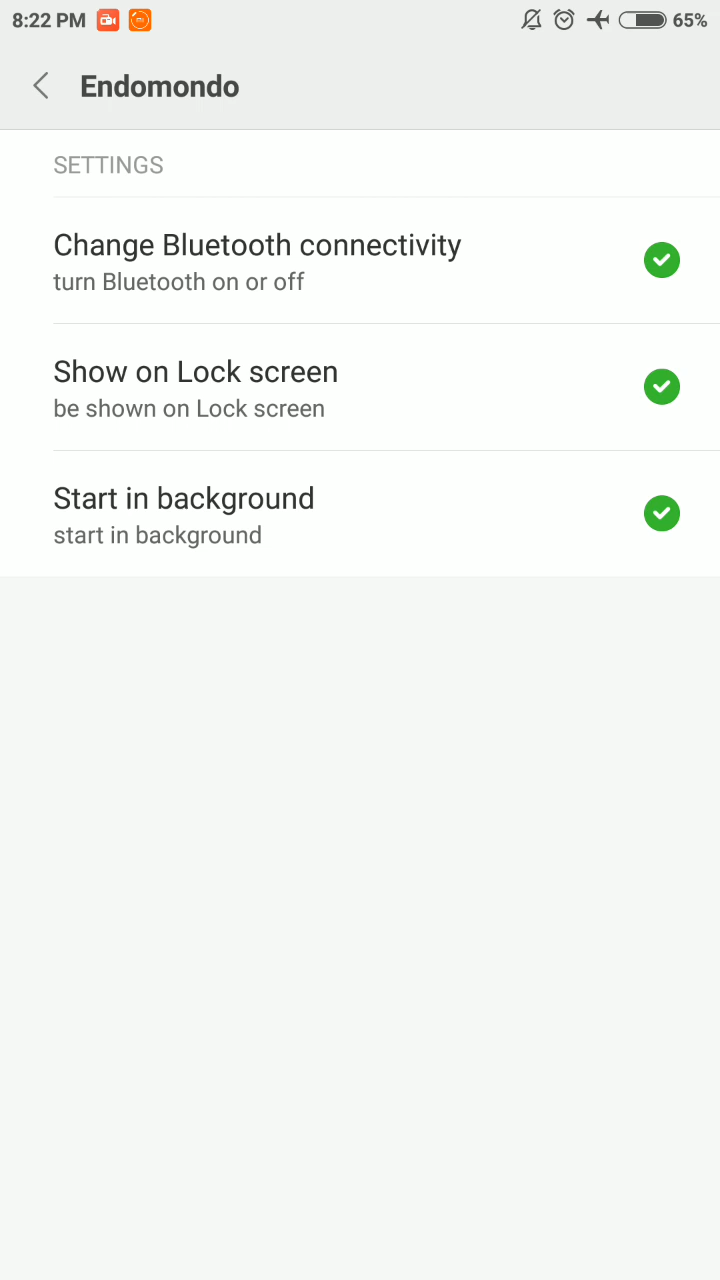 8:22 PM 65%
Endomondo
SETTINGS
Change Bluetooth connectivity
turn Bluetooth on or off
Show on Lock screen
be shown on Lock screen
Start in background
start in background